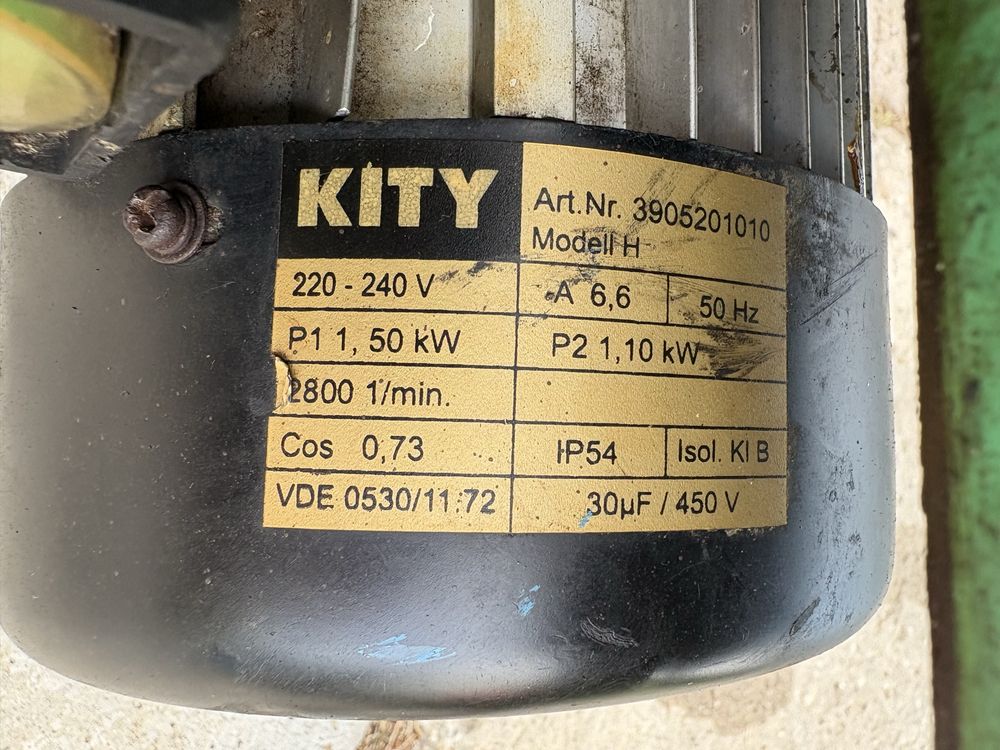 KITY
Art.Nr. 3905201010
Modell H
220 - 240 V
A 6,6
50 Hz
P1 1, 50 kW
P2 1,10 kW
2800 1/min.
Cos 0,73
IP54
Isol. KI B
VDE 0530/11.72
30µF / 450 V